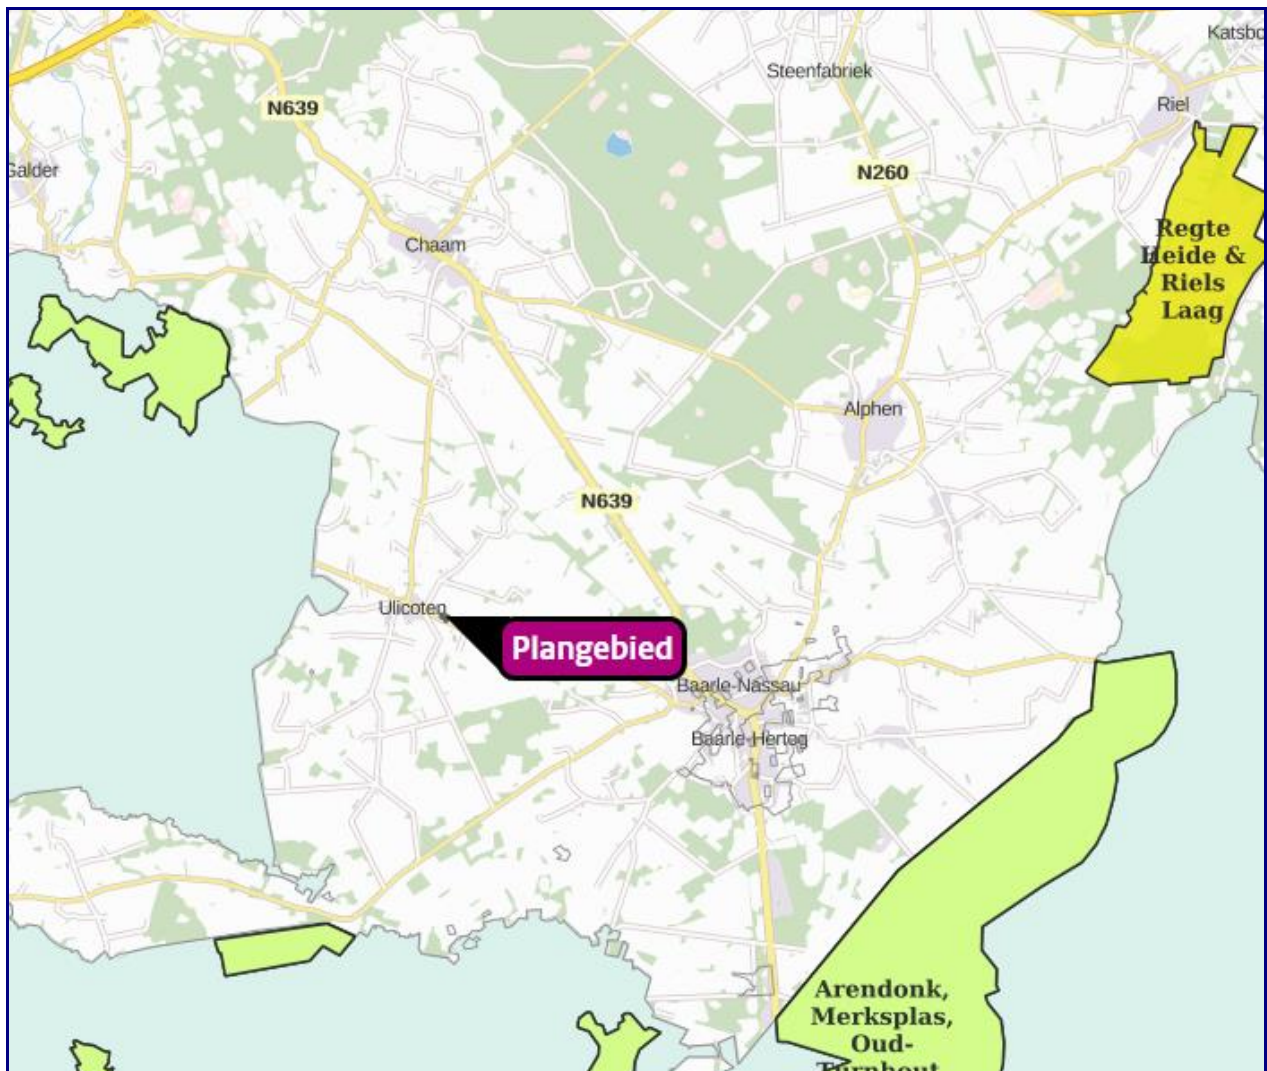 Katsbo
Steenfabriek
Riel
N639
Galder
N260
Chaam
Regte
Heide &
Riels
Laag
Alphen
N639
Ulicoten
Plangebied
Baarle-Nassau
Baarle-Hertog
Arendonk,
Merksplas,
Oud-
Turnhout